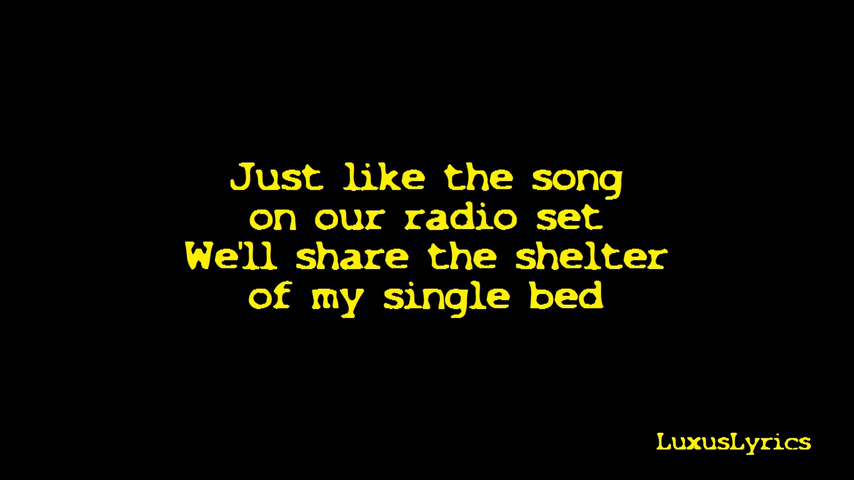 Just like the song
on our radio set
We'll share the shelter
of my single bed
LuxusLyrics